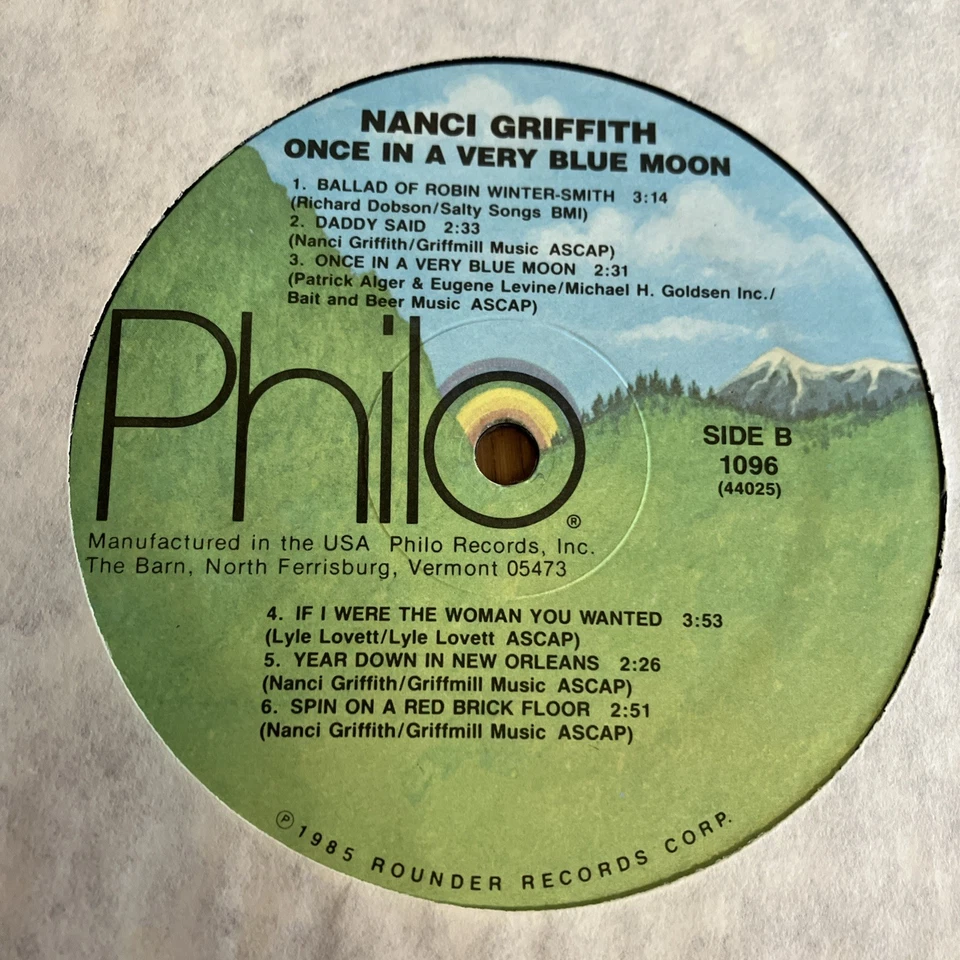 NANCI GRIFFITH
ONCE IN A VERY BLUE MOON
1. BALLAD OF ROBIN WINTER-SMITH 3:14
(Richard Dobson/Salty Songs BMI)
2. DADDY SAID 2:33
(Nanci Griffith/Griffmill Music ASCAP)
3. ONCE IN A VERY BLUE MOON 2:31
(Patrick Alger & Eugene Levine/Michael H. Goldsen Inc./
Bait and Beer Music ASCAP)
Philo®
SIDE B
1096
(44025)
Manufactured in the USA Philo Records, Inc.
The Barn, North Ferrisburg, Vermont 05473
4. IF I WERE THE WOMAN YOU WANTED 3:53
(Lyle Lovett/Lyle Lovett ASCAP)
5. YEAR DOWN IN NEW ORLEANS 2:26
(Nanci Griffith/Griffmill Music ASCAP)
6. SPIN ON A RED BRICK FLOOR 2:51
(Nanci Griffith/Griffmill Music ASCAP)
℗1985 ROUNDER RECORDS CORP.